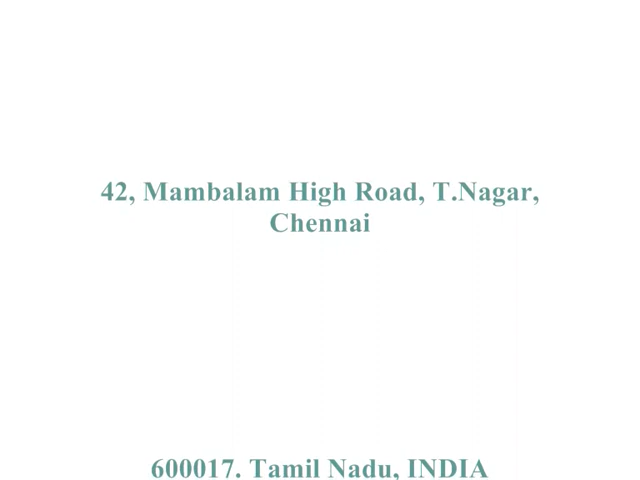 42, Mambalam High Road, T.Nagar,
Chennai
600017. Tamil Nadu, INDIA